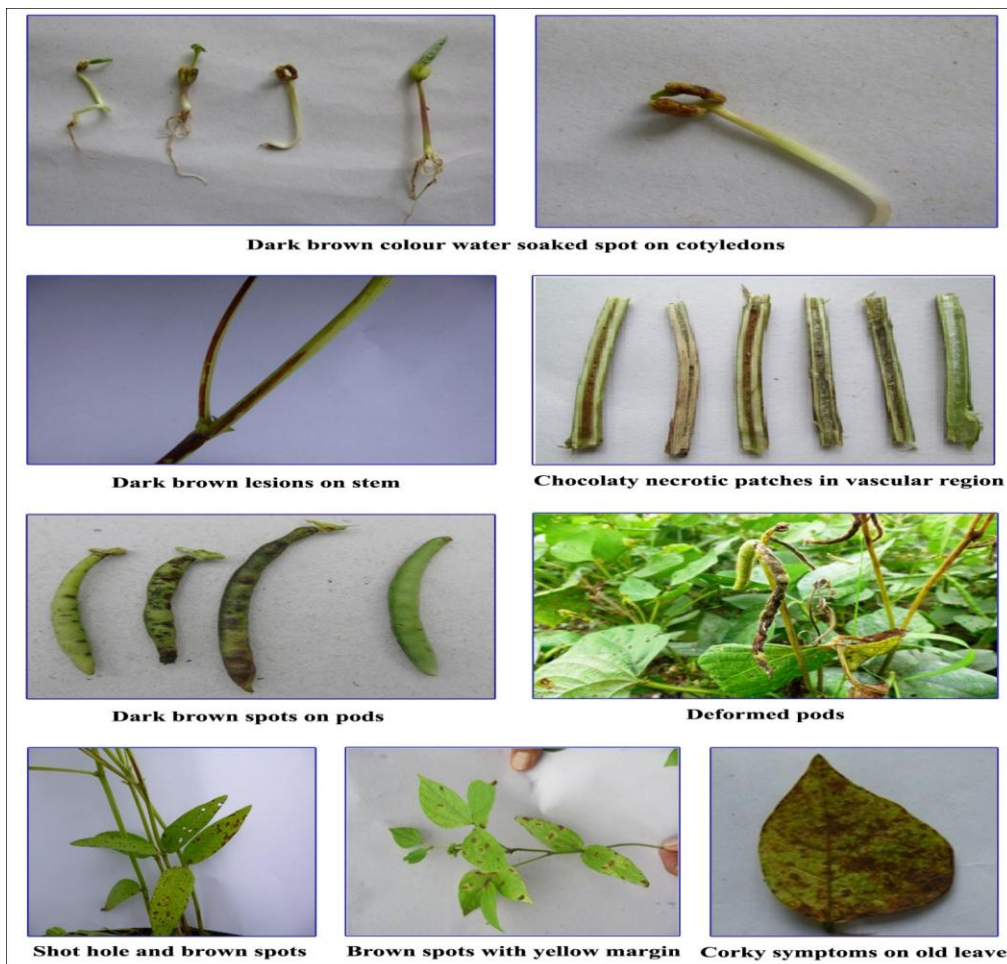 Dark brown colour water soaked spot on cotyledons
Dark brown lesions on stem
Chocolaty necrotic patches in vascular region
Dark brown spots on pods
Deformed pods
Shot hole and brown spots
Brown spots with yellow margin
Corky symptoms on old leave